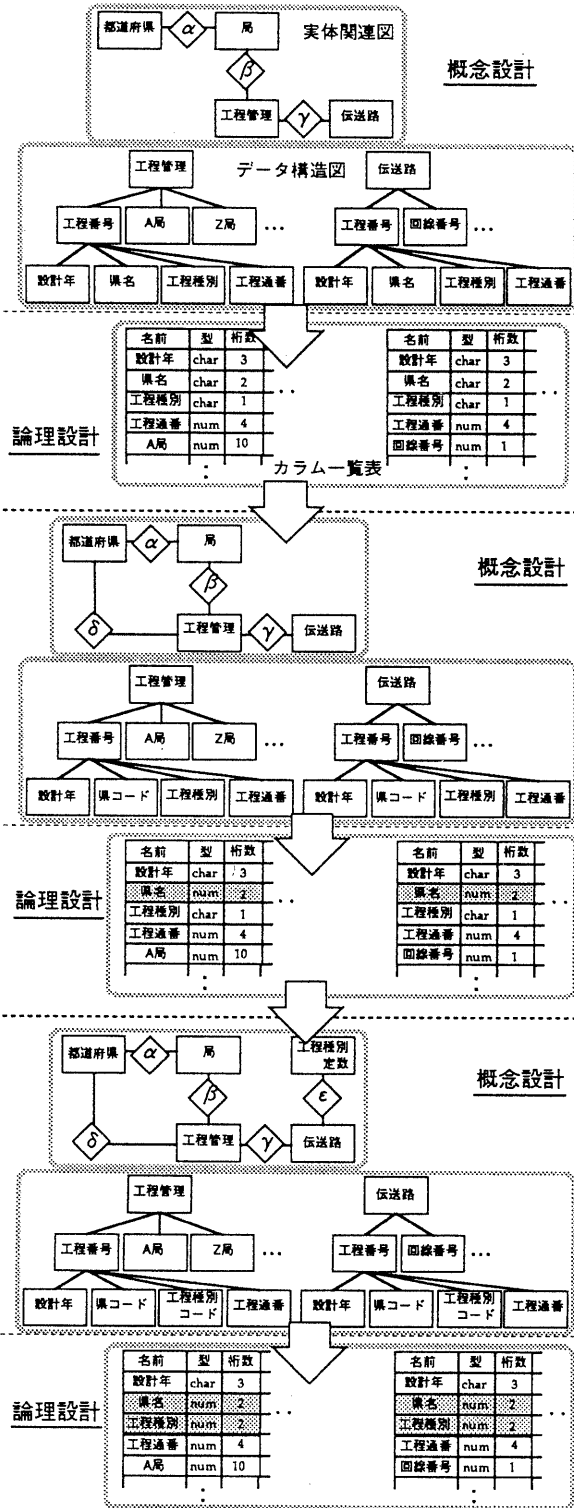 都道府県 α 局 実体関連図
概念設計
β
工程管理 γ 伝送路
工程管理 データ構造図 伝送路
工程番号 A局 Z局 ... 工程番号 回線番号 ...
設計年 県名 工程種別 工程通番 設計年 県名 工程種別 工程通番
名前 型 桁数 名前 型 桁数
設計年 char 3 設計年 char 3
県名 char 2 県名 char 2
工程種別 char 1 工程種別 char 1
論理設計
工程通番 num 4 工程通番 num 4
A局 num 10 回線番号 num 1
カラム一覧表
都道府県 α 局
概念設計
β
δ 工程管理 γ 伝送路
工程管理 伝送路
工程番号 A局 Z局 ... 工程番号 回線番号 ...
設計年 県コード 工程種別 工程通番 設計年 県コード 工程種別 工程通番
名前 型 桁数 名前 型 桁数
設計年 char 3 設計年 char 3
論理設計
県名 num 2 県名 num 2
工程種別 char 1 工程種別 char 1
工程通番 num 4 工程通番 num 4
A局 num 10 回線番号 num 1
都道府県 α 局 工程種別
定数
概念設計
β ε
δ 工程管理 γ 伝送路
工程管理 伝送路
工程番号 A局 Z局 ... 工程番号 回線番号 ...
設計年 県コード 工程種別
コード 工程通番 設計年 県コード 工程種別
コード 工程通番
名前 型 桁数 名前 型 桁数
設計年 char 3 設計年 char 3
論理設計
県名 num 2 県名 num 2
工程種別 num 2 工程種別 num 2
工程通番 num 4 工程通番 num 4
A局 num 10 回線番号 num 1